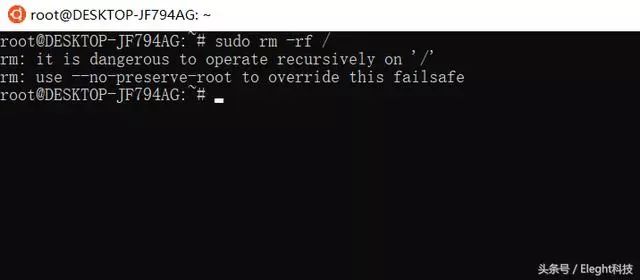 root@DESKTOP-JF794AG: ~
root@DESKTOP-JF794AG:~# sudo rm -rf /
rm: it is dangerous to operate recursively on '/'
rm: use --no-preserve-root to override this failsafe
root@DESKTOP-JF794AG:~#
头条号 / Eleght科技